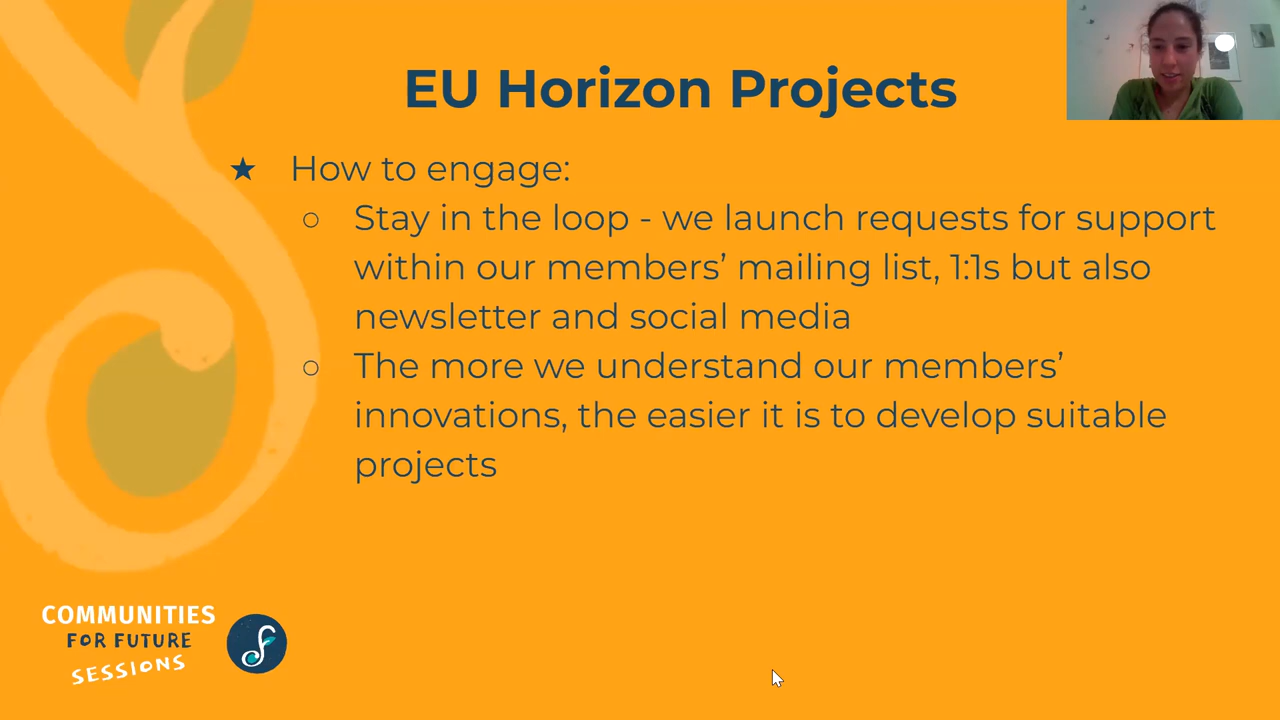 EU Horizon Projects
★ How to engage:
○ Stay in the loop - we launch requests for support
within our members’ mailing list, 1:1s but also
newsletter and social media
○ The more we understand our members’
innovations, the easier it is to develop suitable
projects
COMMUNITIES
FOR FUTURE
SESSIONS